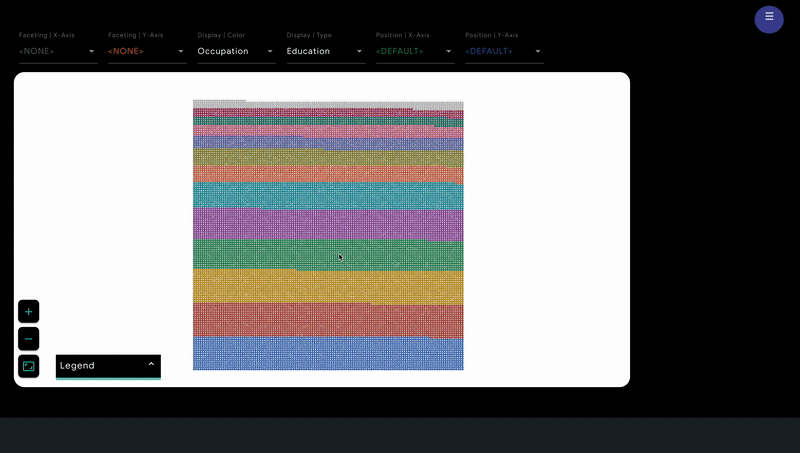 Faceting | X-Axis
Faceting | Y-Axis
Display | Color
Display | Type
Position | X-Axis
Position | Y-Axis
<NONE>
<NONE>
Occupation
Education
<DEFAULT>
<DEFAULT>
Legend